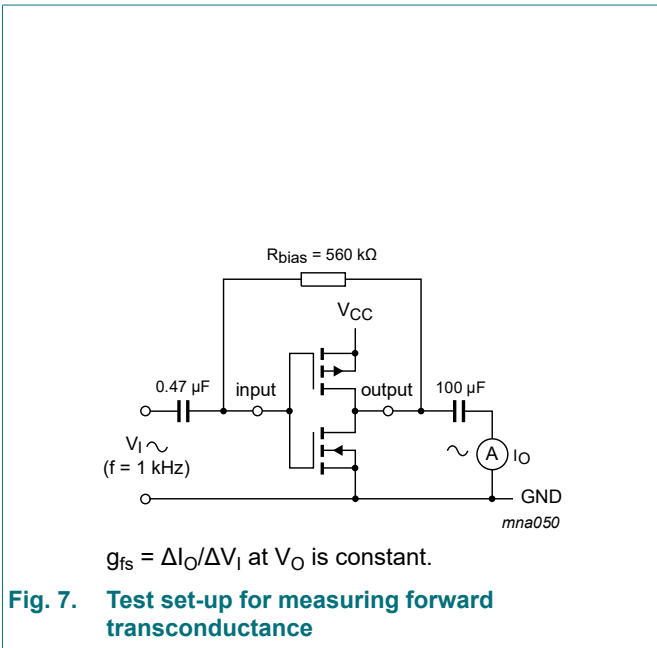 Rbias = 560 kΩ
VCC
0.47 µF
input
output
100 µF
VI
(f = 1 kHz)
A
IO
GND
mna050
gfs = ΔIO/ΔVI at VO is constant.
Fig. 7. Test set-up for measuring forward
transconductance